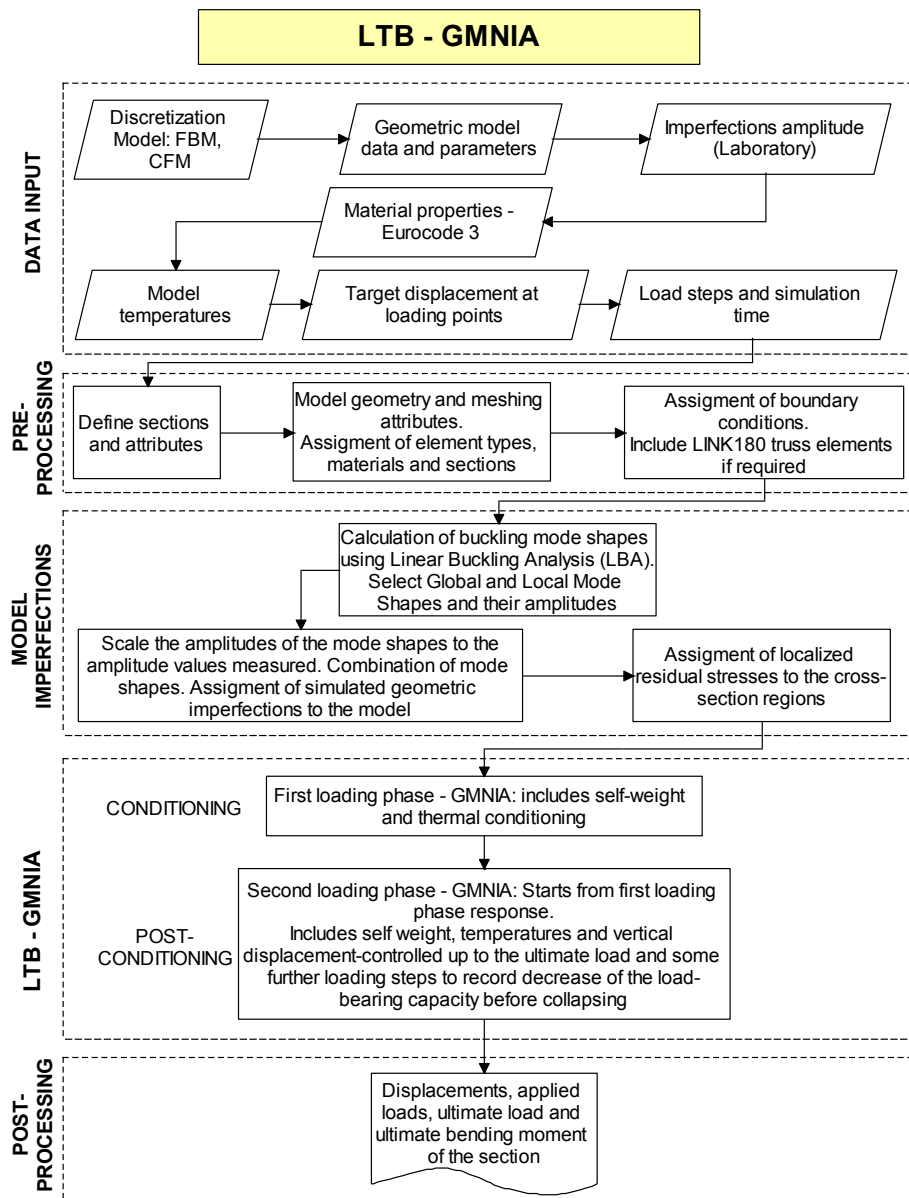 LTB - GMNIA
DATA INPUT
Discretization
Model: FBM,
CFM
Geometric model
data and parameters
Imperfections amplitude
(Laboratory)
Material properties -
Eurocode 3
Model
temperatures
Target displacement at
loading points
Load steps and simulation
time
PRE-
PROCESSING
Define sections
and attributes
Model geometry and meshing
attributes.
Assigment of element types,
materials and sections
Assigment of boundary
conditions.
Include LINK180 truss elements
if required
MODEL
IMPERFECTIONS
Calculation of buckling mode shapes
using Linear Buckling Analysis (LBA).
Select Global and Local Mode
Shapes and their amplitudes
Scale the amplitudes of the mode shapes to the
amplitude values measured. Combination of mode
shapes. Assigment of simulated geometric
imperfections to the model
Assigment of localized
residual stresses to the cross-
section regions
LTB - GMNIA
CONDITIONING
First loading phase - GMNIA: includes self-weight
and thermal conditioning
POST-
CONDITIONING
Second loading phase - GMNIA: Starts from first loading
phase response.
Includes self weight, temperatures and vertical
displacement-controlled up to the ultimate load and some
further loading steps to record decrease of the load-
bearing capacity before collapsing
POST-
PROCESSING
Displacements, applied
loads, ultimate load and
ultimate bending moment
of the section